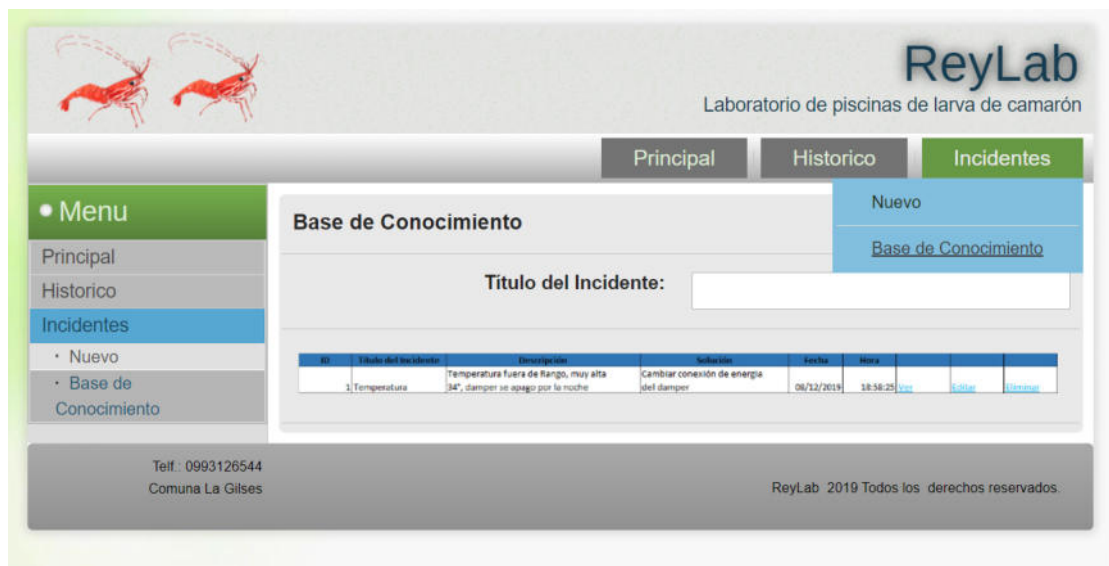 ReyLab
Laboratorio de piscinas de larva de camarón
Principal Historico Incidentes
Nuevo
Base de Conocimiento
• Menu
Principal
Historico
Incidentes
• Nuevo
• Base de
Conocimiento
Base de Conocimiento
Título del Incidente:
ID Título del Incidente Descripción Solución Fecha Hora
Temperatura fuera de Rango, muy alta Cambiar conexión de energia
1 Temperatura 34°, damper se apago por la noche del damper 08/12/2019 18:58:25 Ver Editar Eliminar
Telf.: 0993126544
Comuna La Gilses
ReyLab 2019 Todos los derechos reservados.